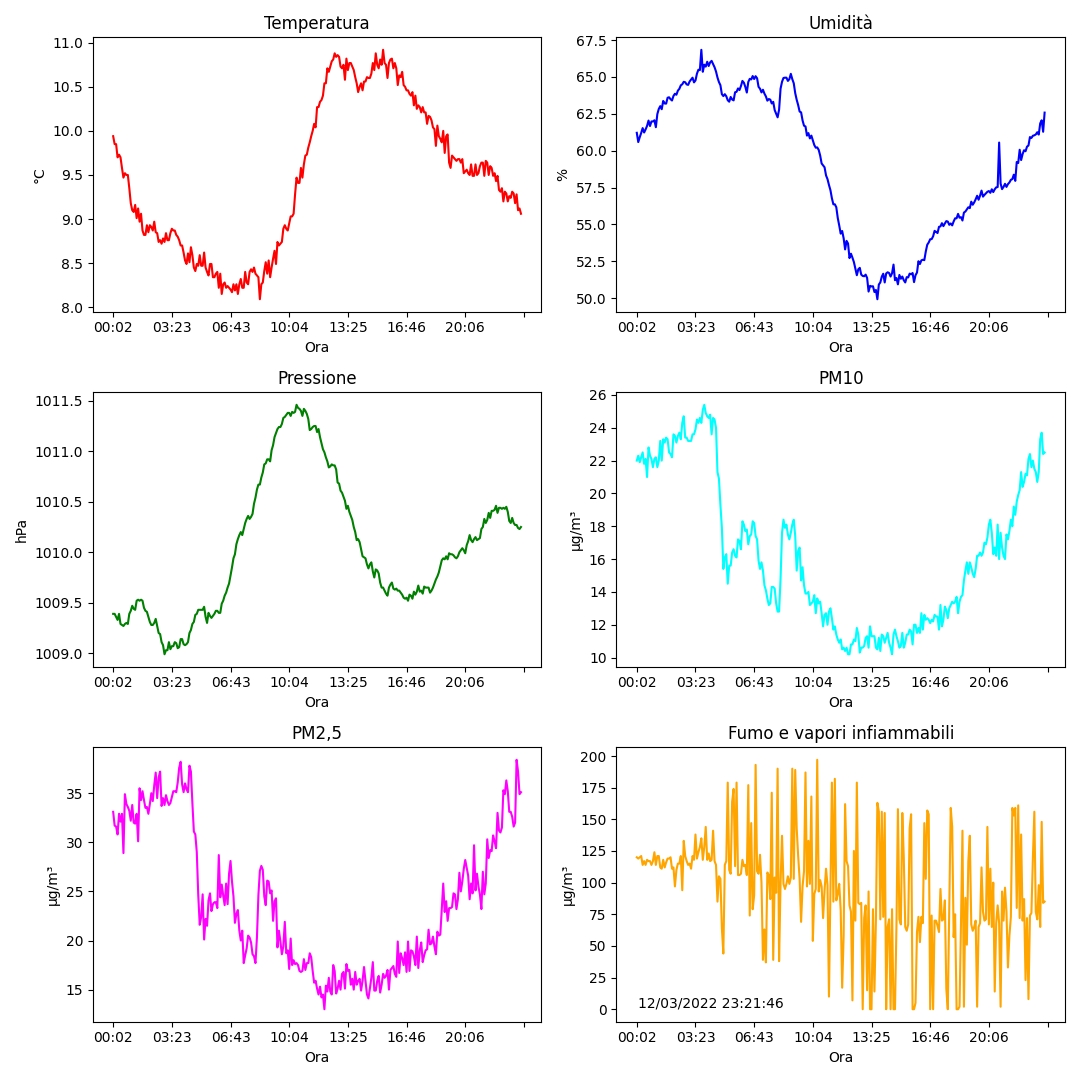 Temperatura
11.0
10.5
10.0
9.5
9.0
8.5
8.0
°C
00:02 03:23 06:43 10:04 13:25 16:46 20:06
Ora
Umidità
67.5
65.0
62.5
60.0
57.5
55.0
52.5
50.0
%
00:02 03:23 06:43 10:04 13:25 16:46 20:06
Ora
Pressione
1011.5
1011.0
1010.5
1010.0
1009.5
1009.0
hPa
00:02 03:23 06:43 10:04 13:25 16:46 20:06
Ora
PM10
26
24
22
20
18
16
14
12
10
µg/m³
00:02 03:23 06:43 10:04 13:25 16:46 20:06
Ora
PM2,5
35
30
25
20
15
µg/m³
00:02 03:23 06:43 10:04 13:25 16:46 20:06
Ora
Fumo e vapori infiammabili
200
175
150
125
100
75
50
25
0
µg/m³
12/03/2022 23:21:46
00:02 03:23 06:43 10:04 13:25 16:46 20:06
Ora